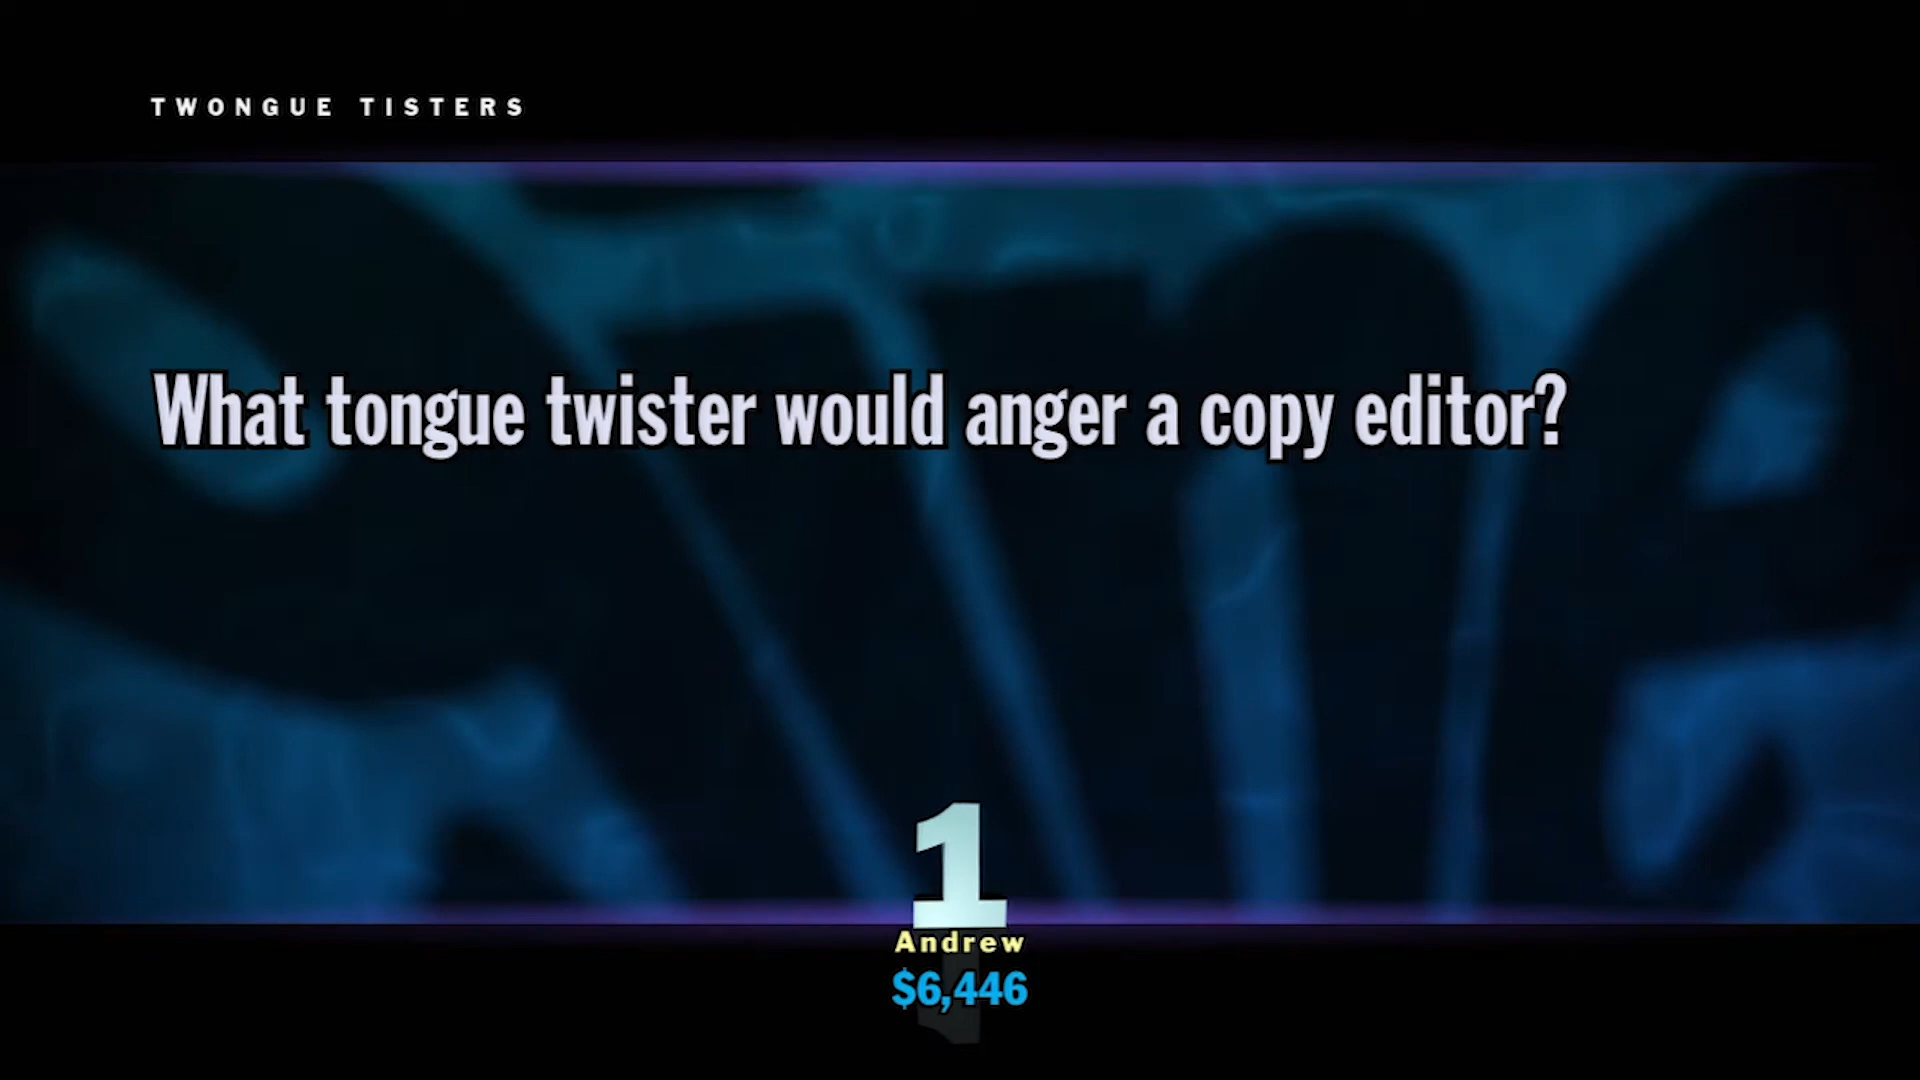 TWONGUE TISTERS
What tongue twister would anger a copy editor?
1
Andrew
$6,446